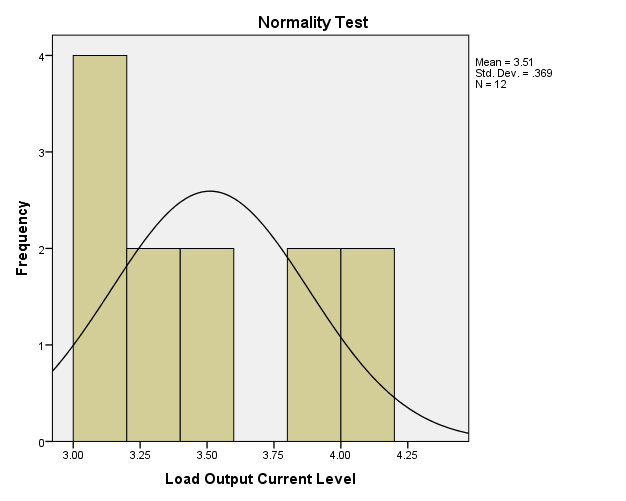 Normality Test
Mean = 3.51
Std. Dev. = .369
N = 12
4
3
2
1
0
Frequency
3.00 3.25 3.50 3.75 4.00 4.25
Load Output Current Level